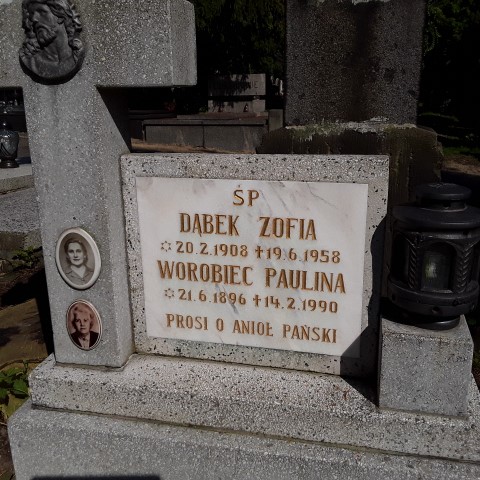 ŚP
DĄBEK ZOFIA
✲20.2.1908 ✝19.6.1958
WOROBIEC PAULINA
✲21.6.1896 ✝14.2.1990
PROSI O ANIOŁ PAŃSKI